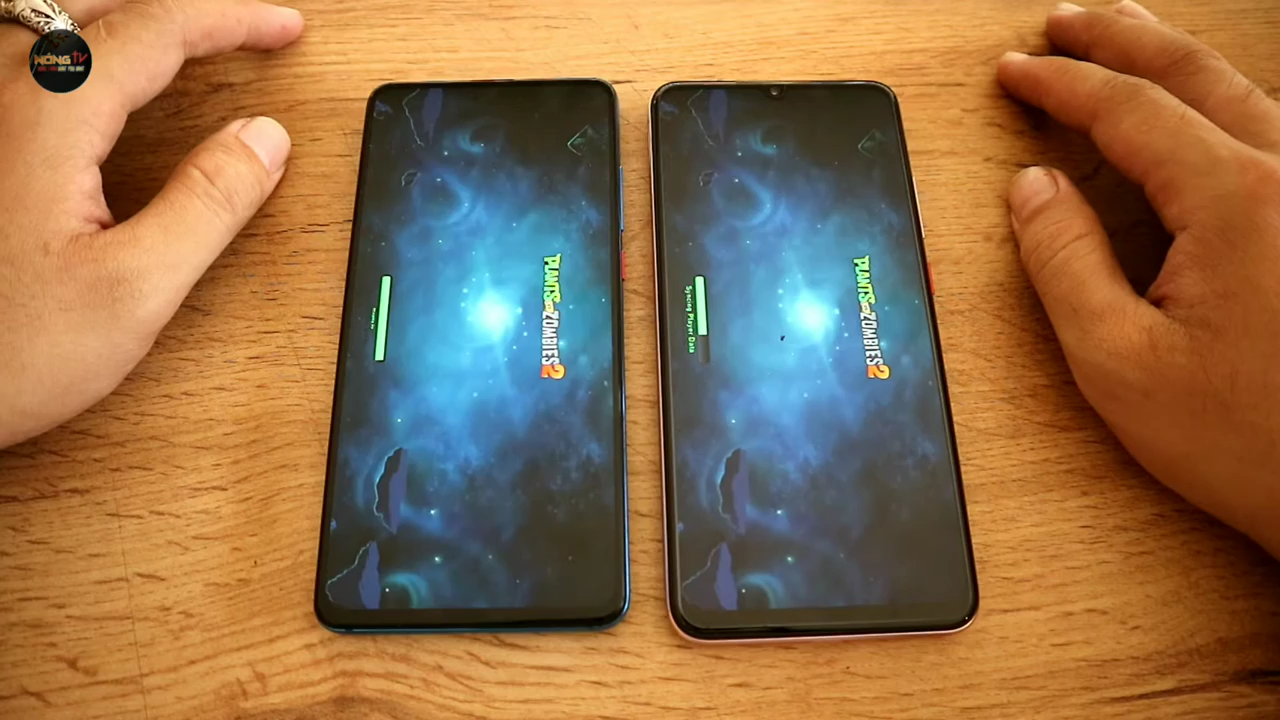 NÓNG TV
PLANTS VS ZOMBIES 2
PLANTS VS ZOMBIES 2
Syncing Player Data